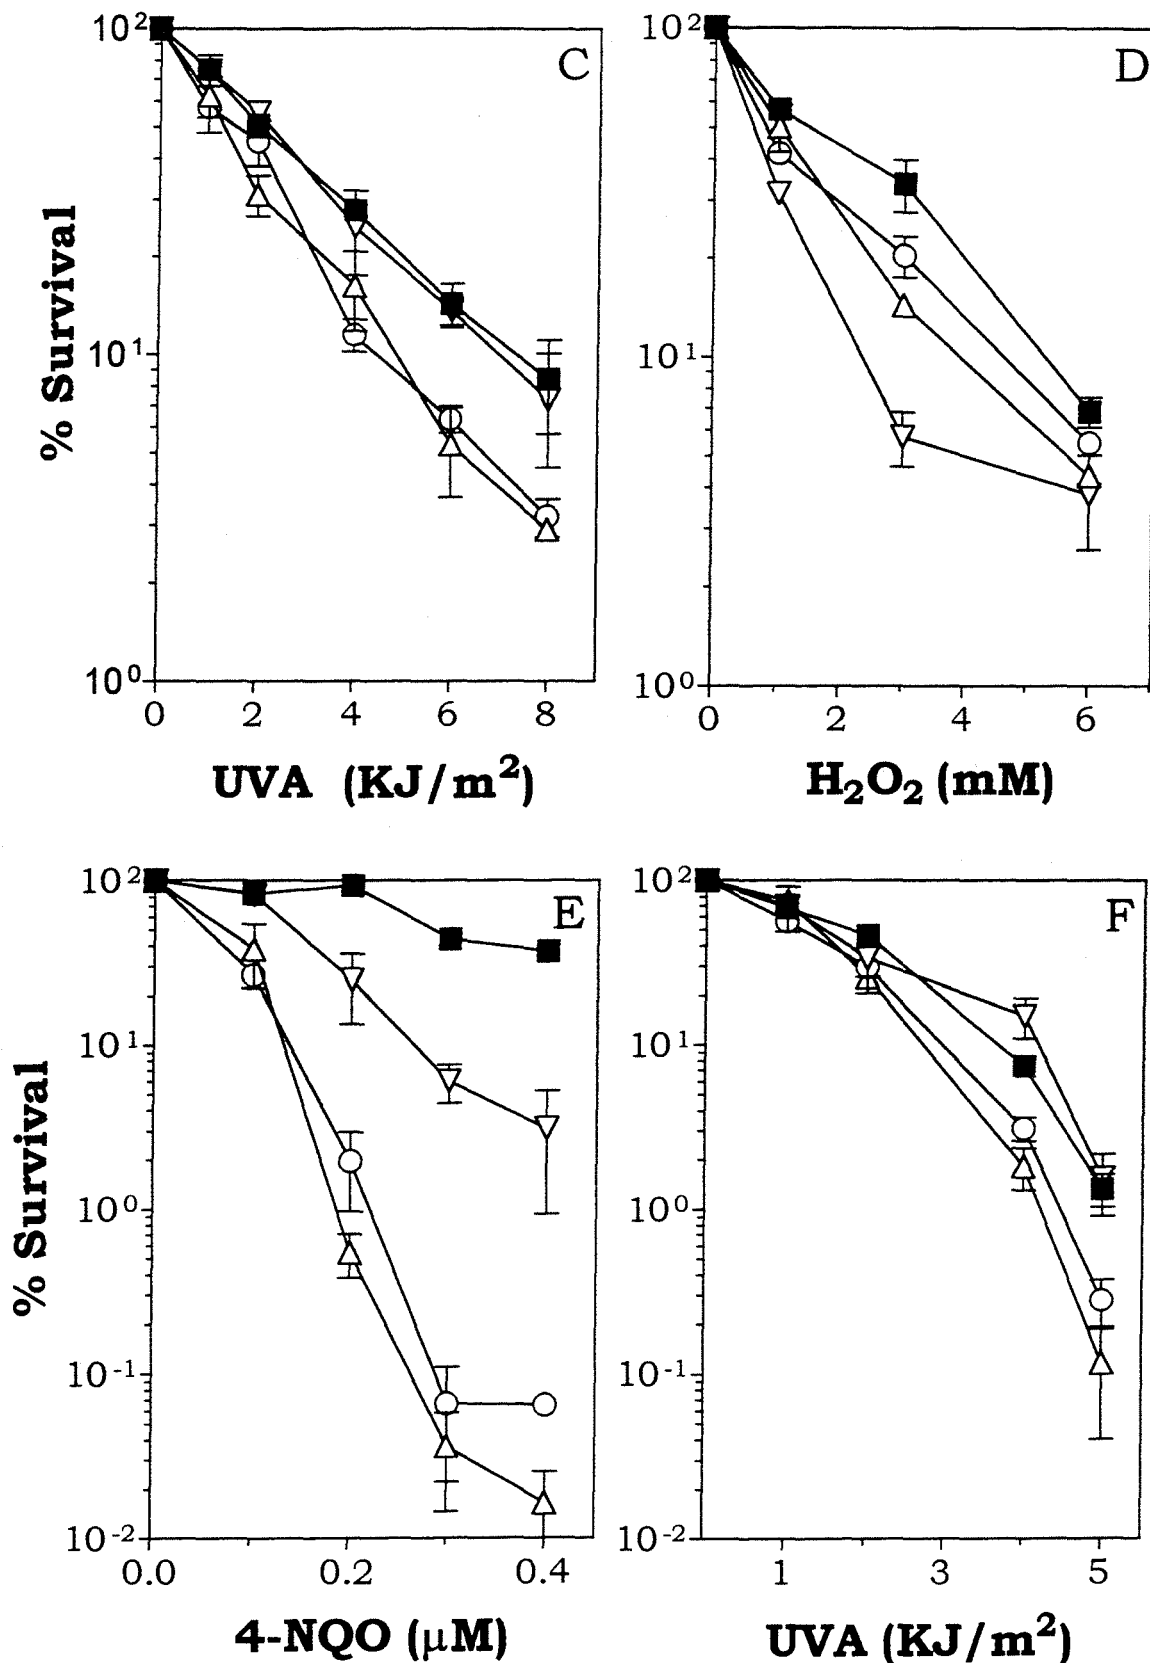 10² C
10¹
10⁰
0 2 4 6 8
% Survival
UVA (KJ/m²)
10² D
10¹
10⁰
0 2 4 6
H₂O₂ (mM)
10² E
10¹
10⁰
10⁻¹
10⁻²
0.0 0.2 0.4
% Survival
4-NQO (μM)
10² F
10¹
10⁰
10⁻¹
10⁻²
1 3 5
UVA (KJ/m²)